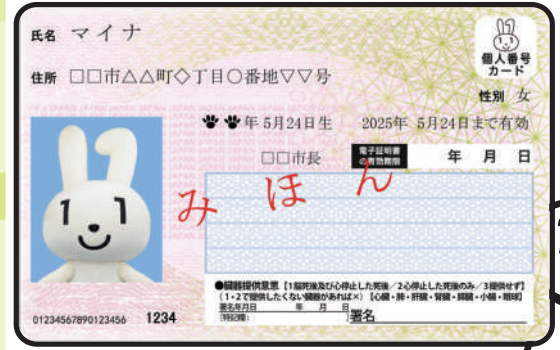 氏名 マイナ
個人番号
カード
住所 □□市△△町◇丁目○番地▽▽号
性別 女
年 5月24日生 2025年 5月24日まで有効
□□市長 電子証明書
の有効期限 年 月 日
みほん
1 1
●臓器提供意思【1脳死後及び心停止した死後/2心停止した死後のみ/3提供せず】
(1・2で提供したくない臓器があれば×)【心臓・肺・肝臓・腎臓・膵臓・小腸・眼球】
署名年月日 年 月 日
[特記欄: ]署名
01234567890123456 1234